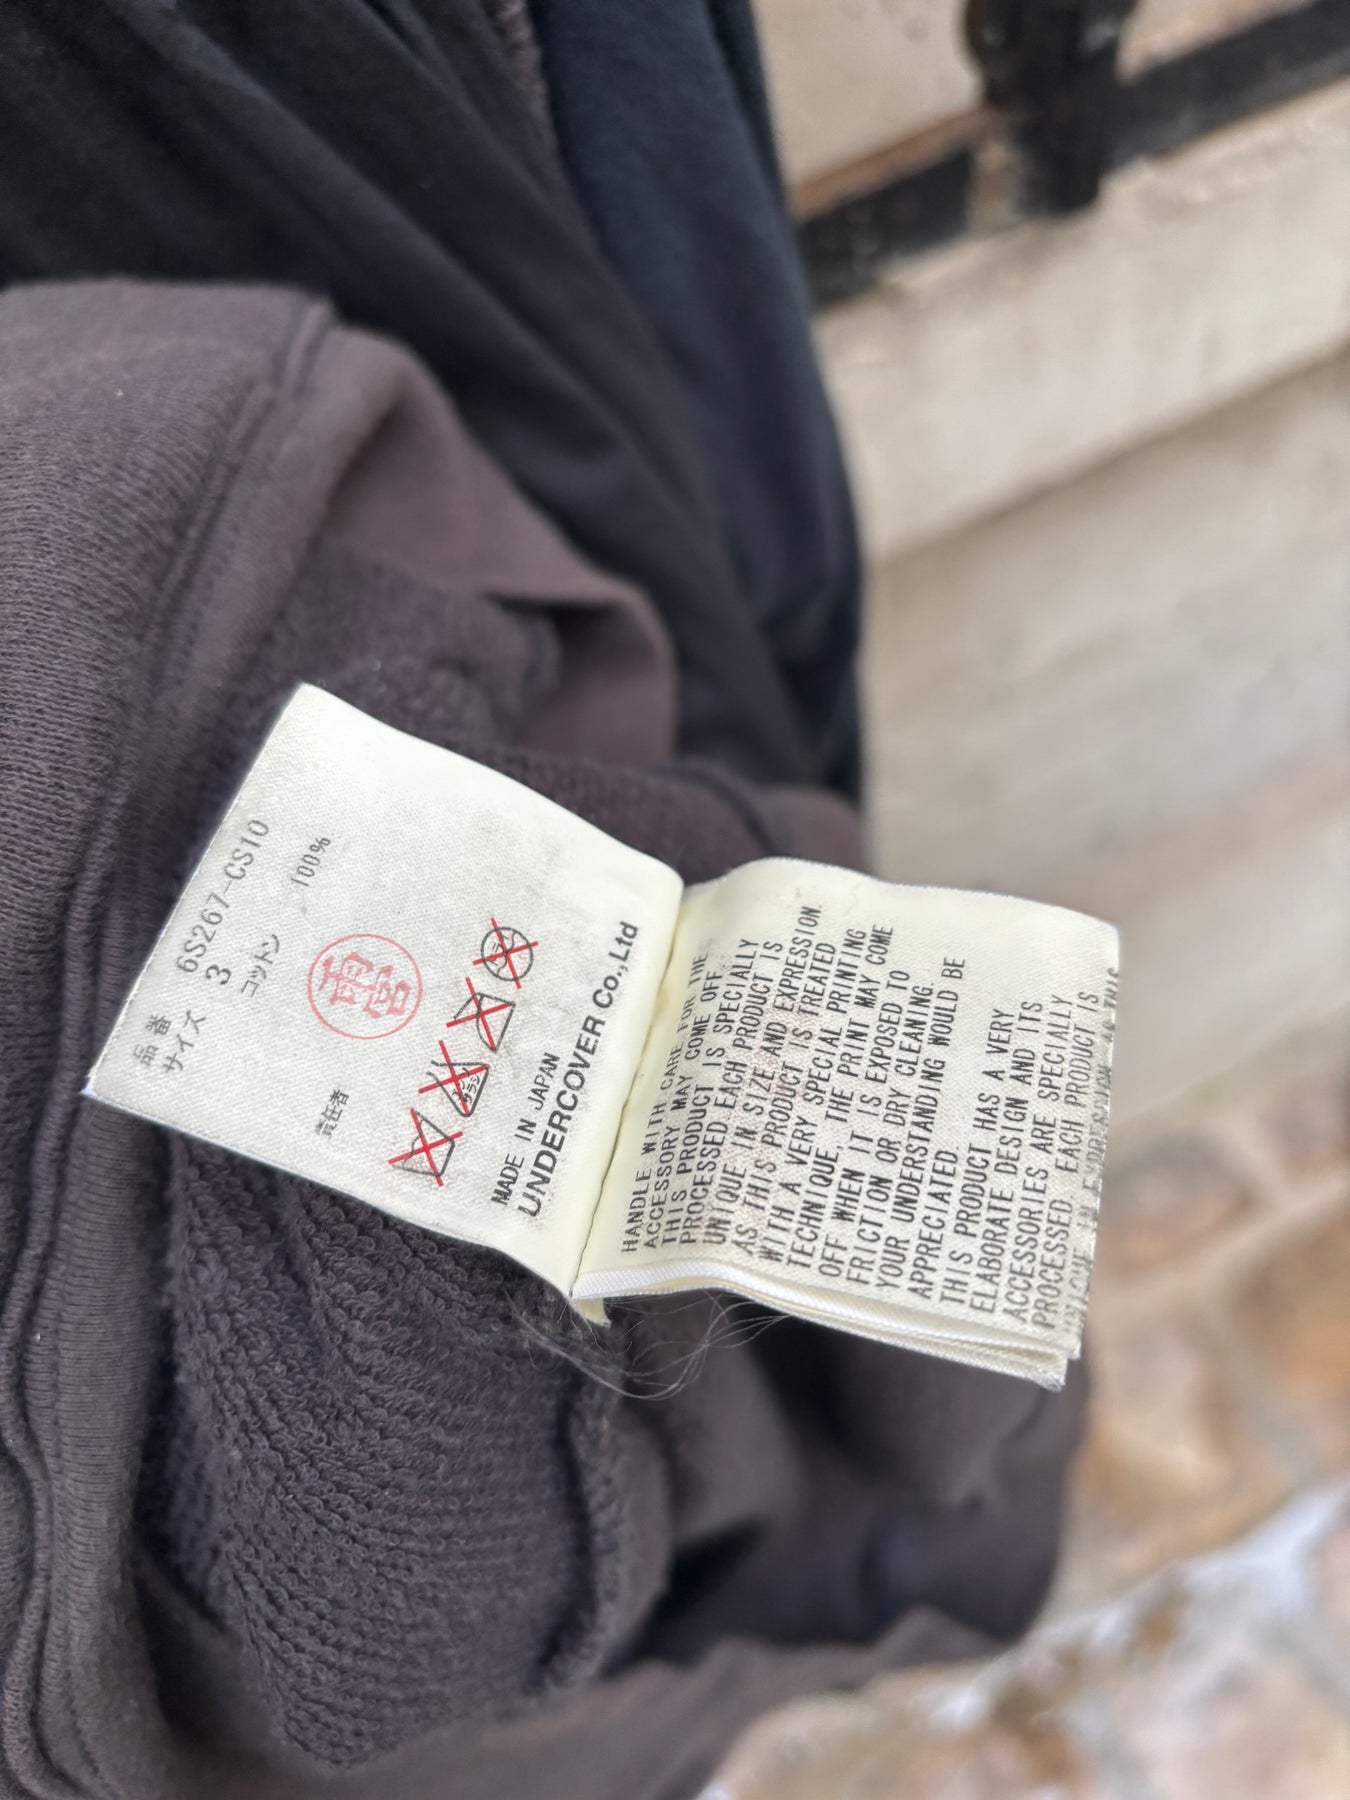 品番 6S267-CS10
サイズ 3
コットン 100%
責任者
MADE IN JAPAN
UNDERCOVER Co.,Ltd
HANDLE WITH CARE FOR THE
ACCESSORY MAY COME OFF.
THIS PRODUCT IS SPECIALLY
PROCESSED EACH PRODUCT IS
UNIQUE IN SIZE AND EXPRESSION.
AS THIS PRODUCT IS TREATED
WITH A VERY SPECIAL PRINTING
TECHNIQUE, THE PRINT MAY COME
OFF WHEN IT IS EXPOSED TO
FRICTION OR DRY CLEANING.
YOUR UNDERSTANDING WOULD BE
APPRECIATED.
THIS PRODUCT HAS A VERY
ELABORATE DESIGN AND ITS
ACCESSORIES ARE SPECIALLY
PROCESSED. EACH PRODUCT IS